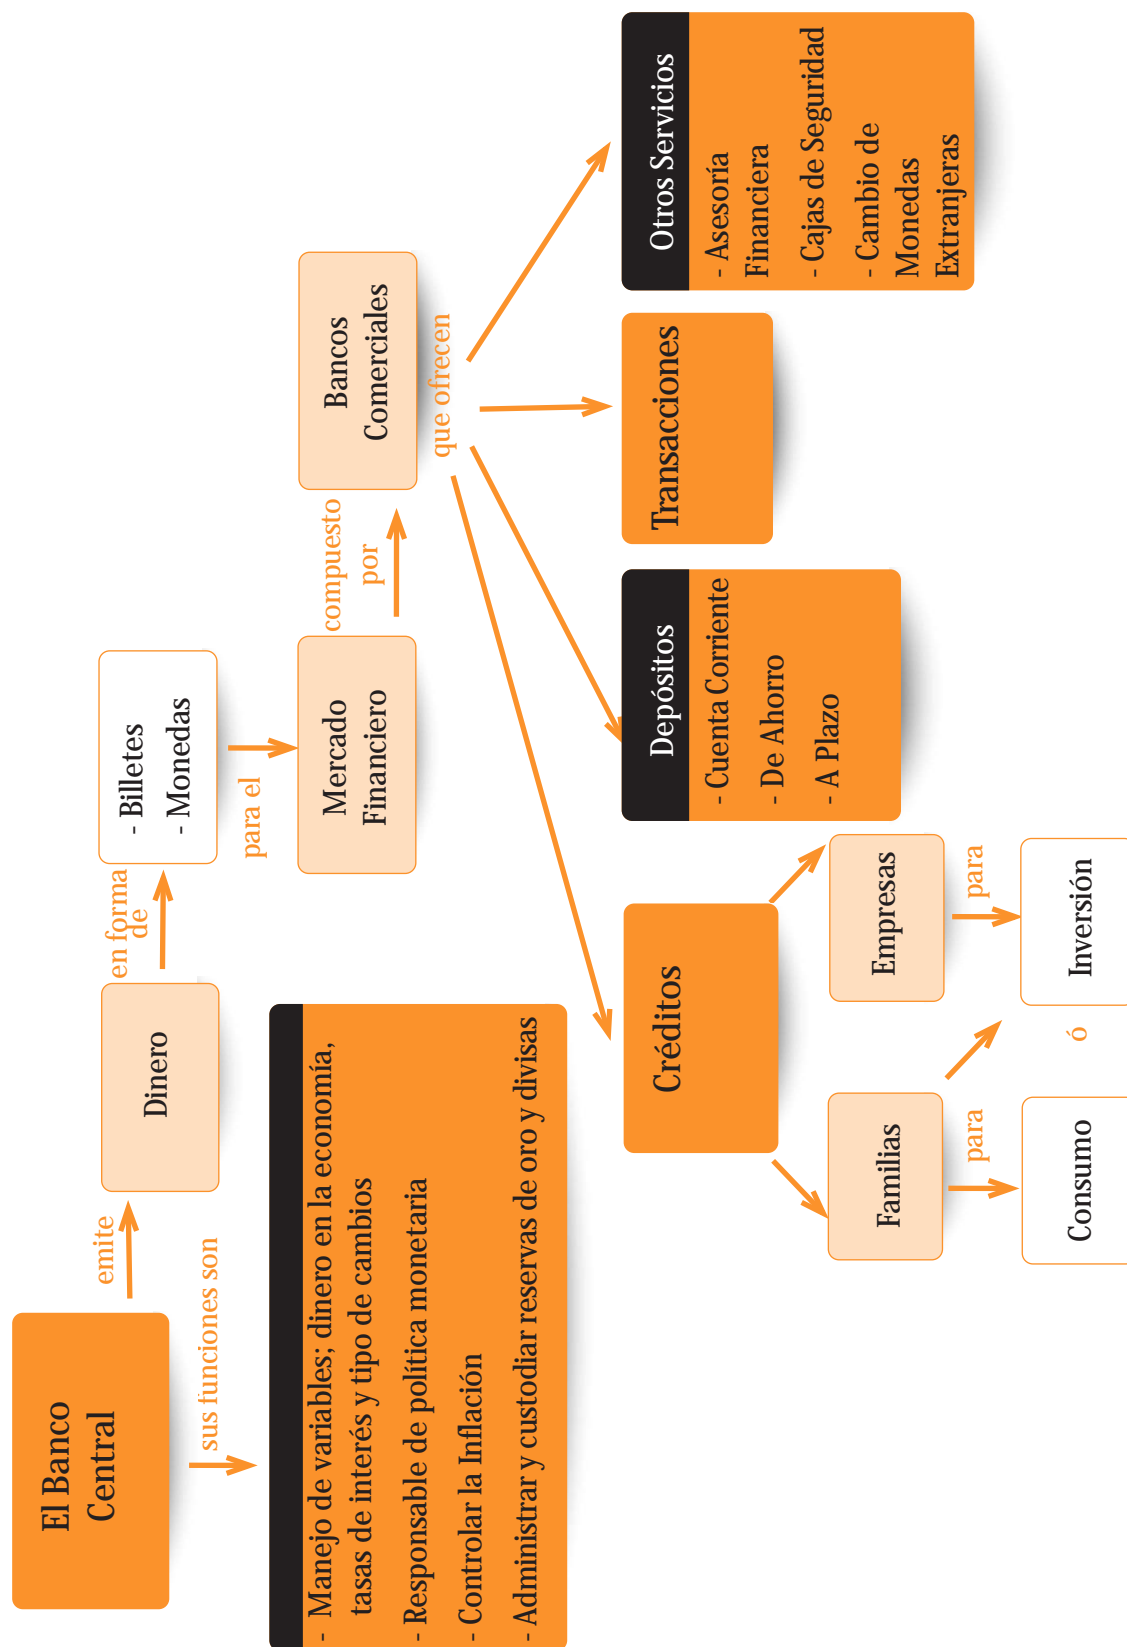 El Banco
Central
emite
Dinero
en forma
de
- Billetes
- Monedas
sus funciones son
para el
- Manejo de variables; dinero en la economía,
tasas de interés y tipo de cambios
- Responsable de política monetaria
- Controlar la Inflación
- Administrar y custodiar reservas de oro y divisas
Mercado
Financiero
compuesto
por
Bancos
Comerciales
que ofrecen
Créditos
Depósitos
- Cuenta Corriente
- De Ahorro
- A Plazo
Transacciones
Otros Servicios
- Asesoría
Financiera
- Cajas de Seguridad
- Cambio de
Monedas
Extranjeras
Familias
Empresas
para
para
Consumo
ó
Inversión